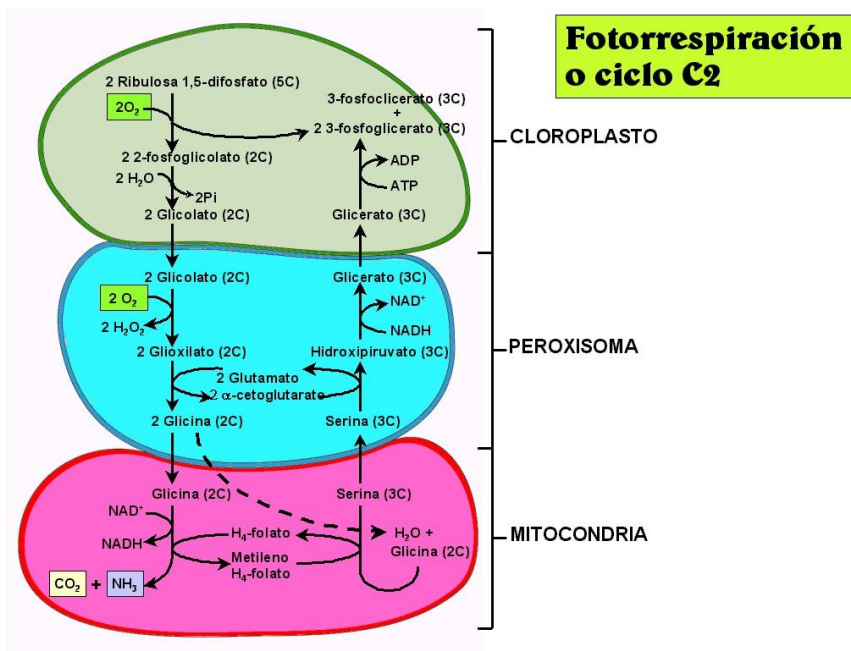 Fotorrespiración
o ciclo C2
2 Ribulosa 1,5-difosfato (5C)
2O₂
3-fosfoclicerato (3C)
+
2 3-fosfoglicerato (3C)
2 2-fosfoglicolato (2C)
2 H₂O
2Pi
ADP
ATP
2 Glicolato (2C)
Glicerato (3C)
CLOROPLASTO
2 Glicolato (2C)
Glicerato (3C)
2 O₂
2 H₂O₂
NAD⁺
NADH
2 Glioxilato (2C)
Hidroxipiruvato (3C)
2 Glutamato
2 α-cetoglutarato
2 Glicina (2C)
Serina (3C)
PEROXISOMA
Glicina (2C)
Serina (3C)
NAD⁺
NADH
H₄-folato
Metileno
H₄-folato
H₂O +
Glicina (2C)
CO₂ + NH₃
MITOCONDRIA